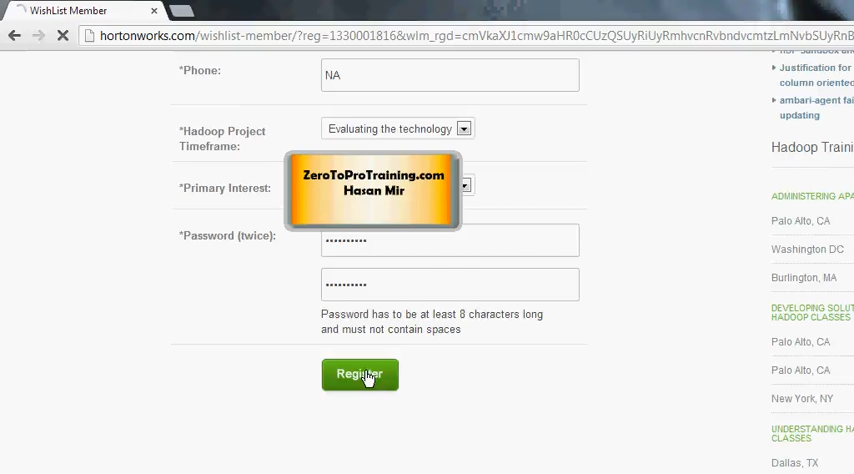 WishList Member
hortonworks.com/wishlist-member/?reg=1330001816&wlm_rgd=cmVkaXJ1cmw9aHR0cCUzQSUyRiUyRmhvcnRvbndvcmtzLmNvbSUyRnB
*Phone:
NA
*Hadoop Project
Timeframe:
Evaluating the technology
*Primary Interest:
ZeroToProTraining.com
Hasan Mir
*Password (twice):
Password has to be at least 8 characters long
and must not contain spaces
Register
Justification for
column oriented
ambari-agent fai
updating
Hadoop Traini
ADMINISTERING APA
Palo Alto, CA
Washington DC
Burlington, MA
DEVELOPING SOLUT
HADOOP CLASSES
Palo Alto, CA
Palo Alto, CA
New York, NY
UNDERSTANDING HA
CLASSES
Dallas, TX